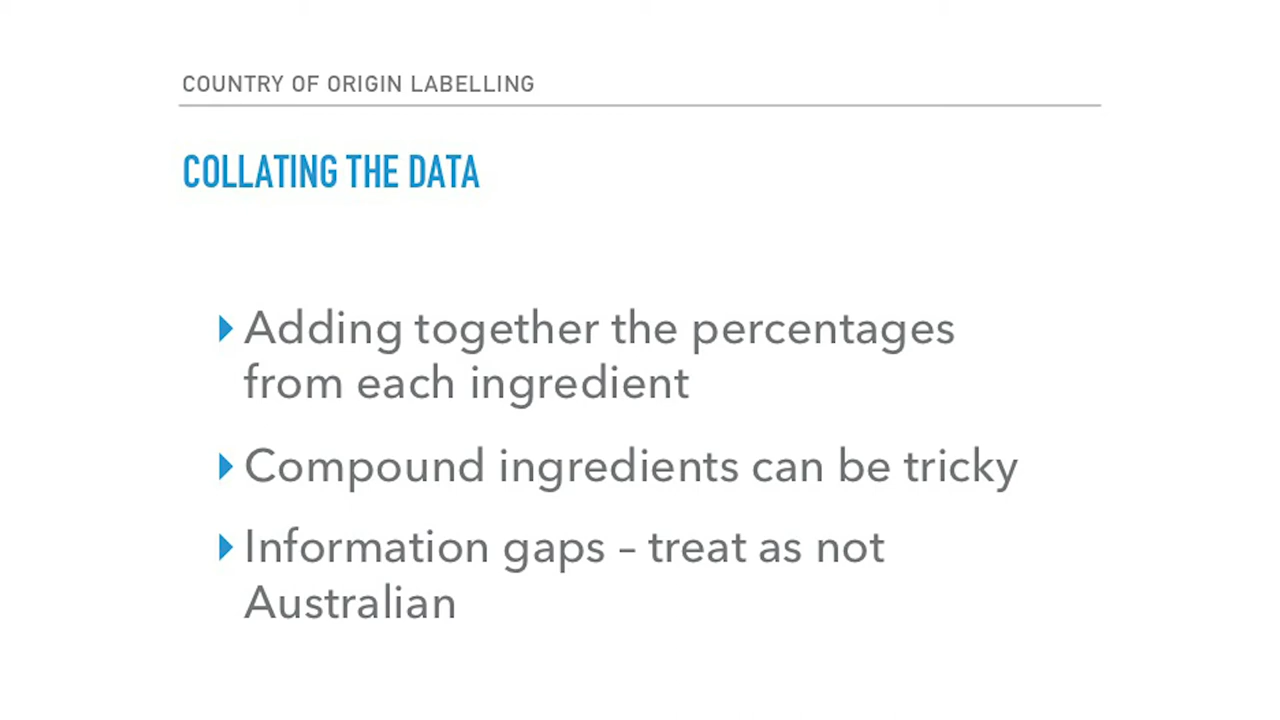 COUNTRY OF ORIGIN LABELLING
COLLATING THE DATA
Adding together the percentages
from each ingredient
Compound ingredients can be tricky
Information gaps – treat as not
Australian